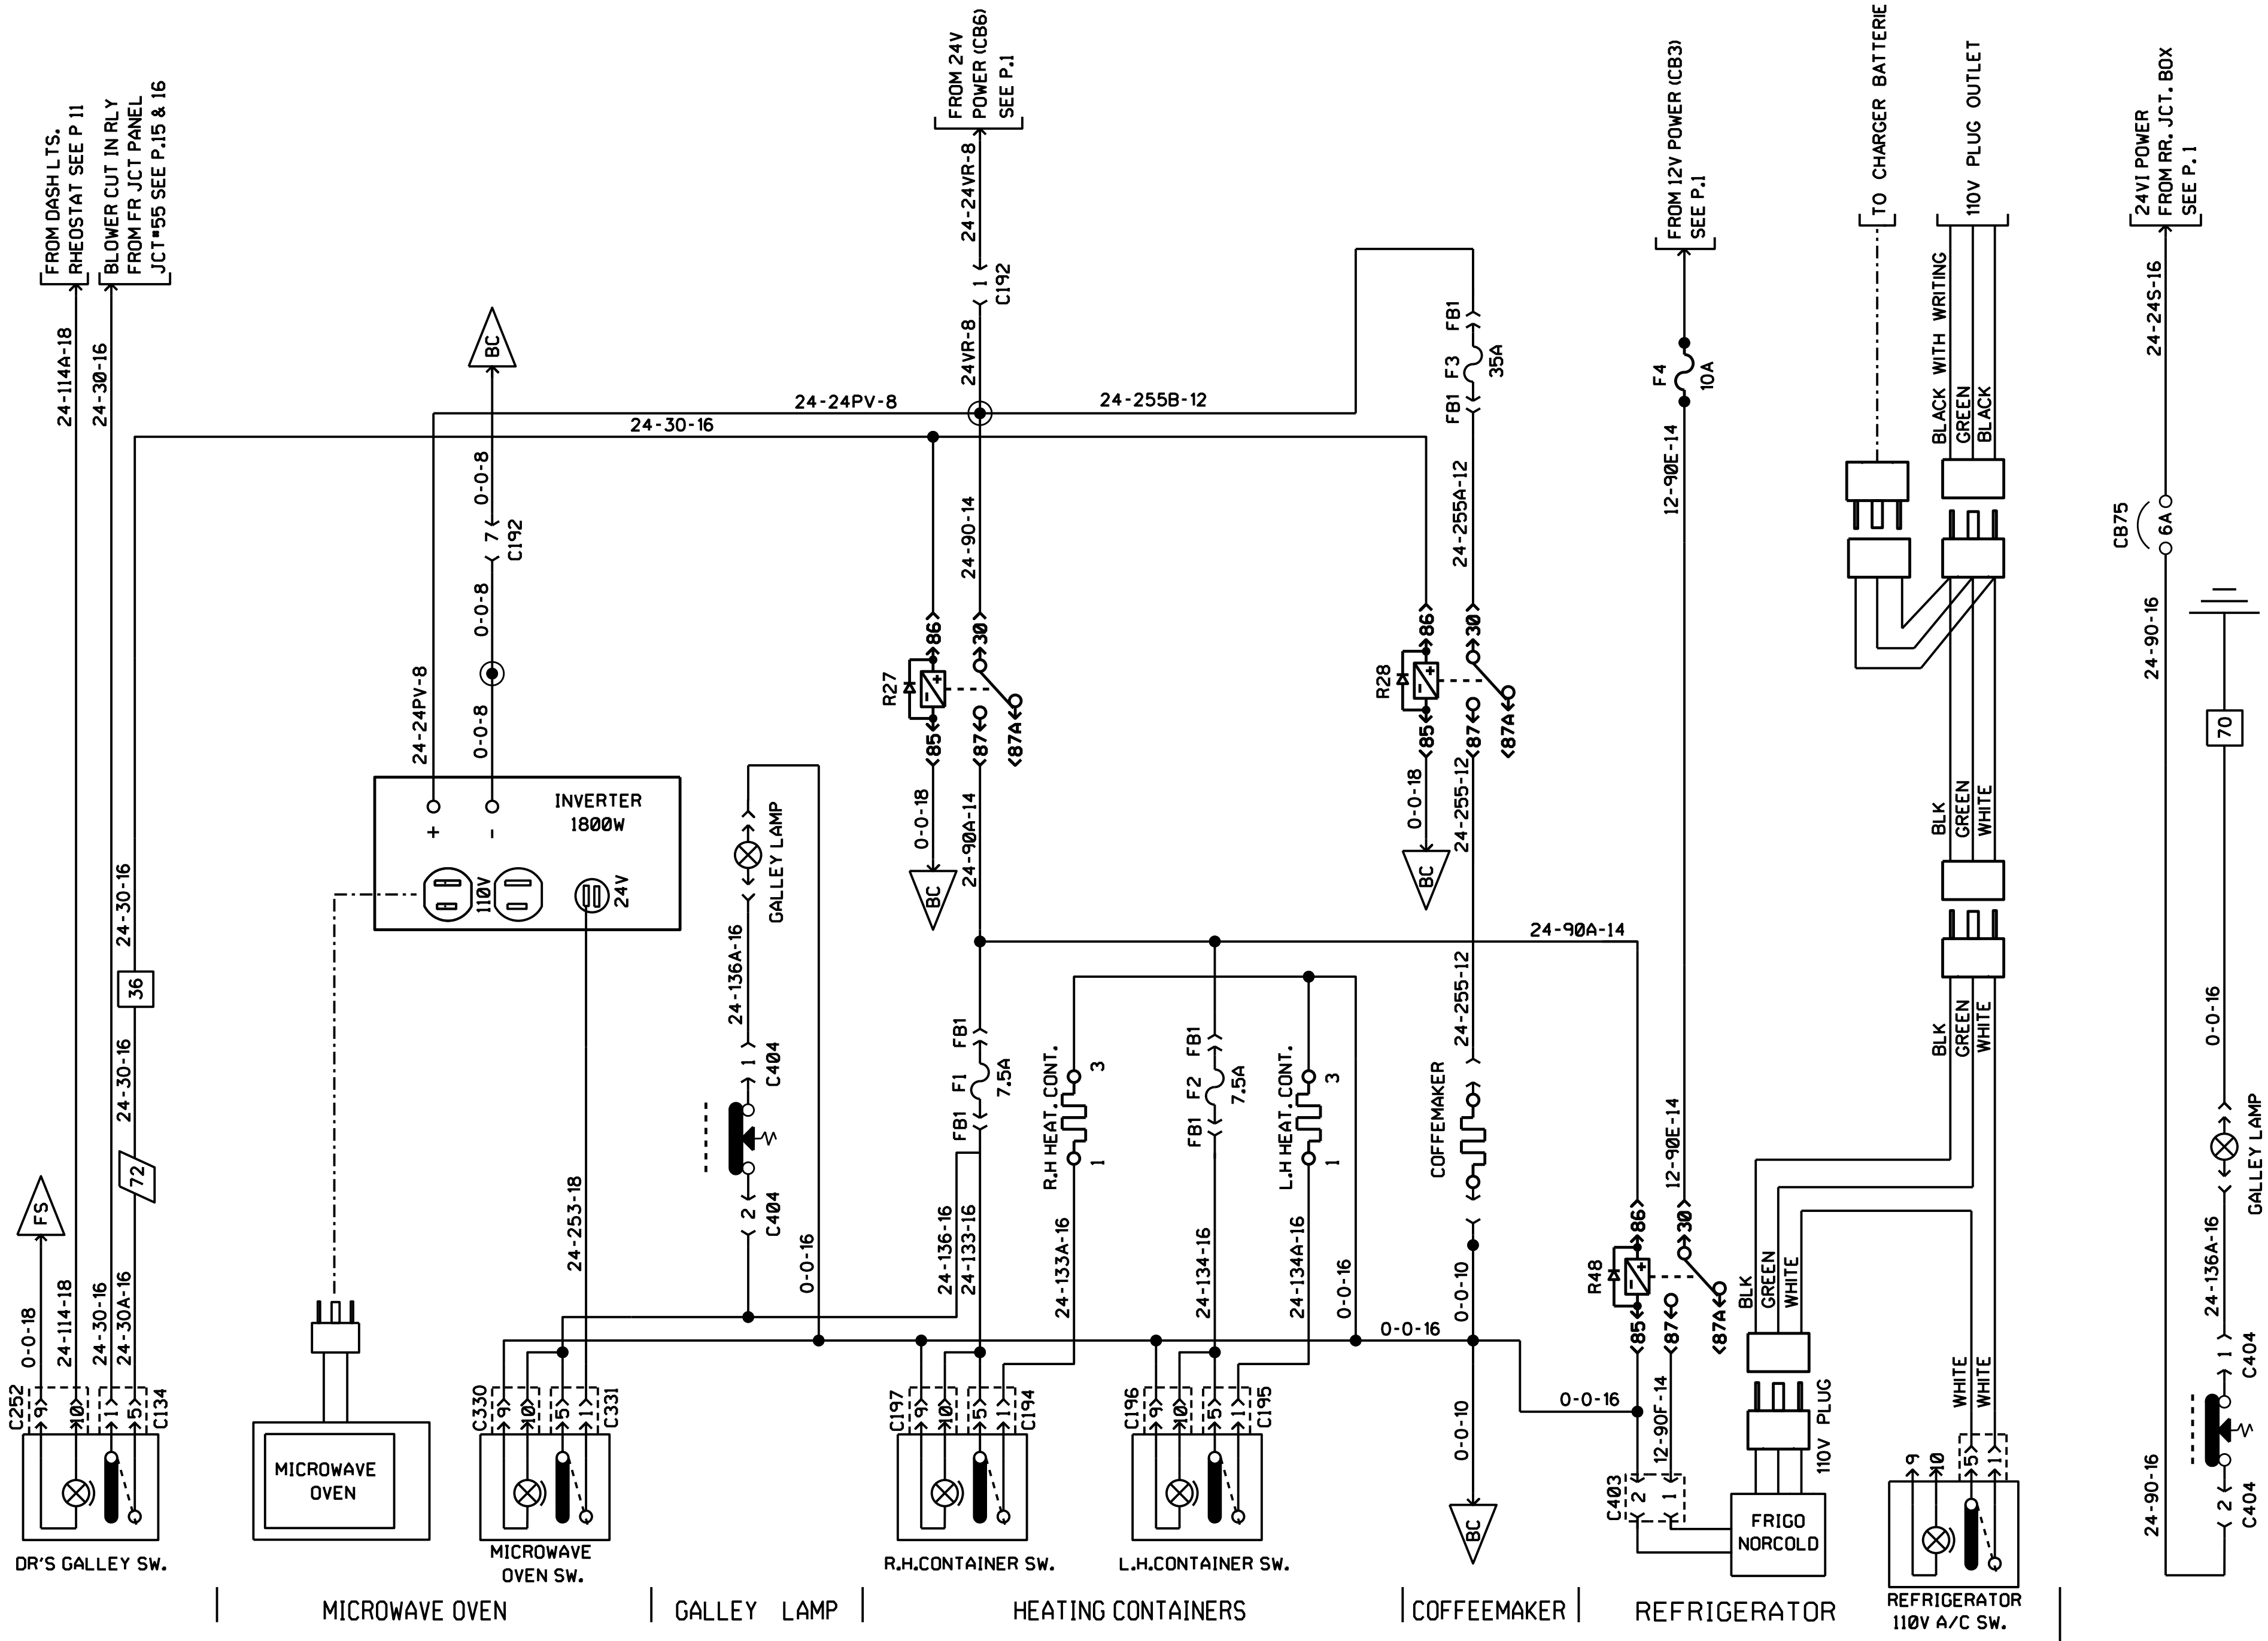 FROM DASH LTS.
RHEOSTAT SEE P 11
BLOWER CUT IN RLY
FROM FR JCT PANEL
JCT#55 SEE P.15 & 16
24-114A-18
24-30-16
24-30-16
36
24-30-16
72
FS
0-0-18
24-114-18
24-30-16
24-30A-16
C252
9
10
1
5
C134
DR'S GALLEY SW.
BC
0-0-8
7
C192
0-0-8
0-0-8
24-24PV-8
24-24PV-8
24-30-16
INVERTER
1800W
+
-
110V
24V
24-253-18
MICROWAVE
OVEN
C330
9
10
5
1
C331
MICROWAVE
OVEN SW.
MICROWAVE OVEN
GALLEY LAMP
24-136A-16
1
C404
2
C404
0-0-16
GALLEY LAMP
FROM 24V
POWER (CB6)
SEE P.1
24-24VR-8
1
C192
24VR-8
24-255B-12
24-90-14
R27
86
30
85
87
87A
+
-
0-0-18
BC
24-90A-14
24-90A-14
FB1
F1
7.5A
FB1
24-136-16
24-133-16
R.H HEAT. CONT.
3
1
24-133A-16
FB1
F2
7.5A
FB1
24-134-16
L.H HEAT. CONT.
3
1
24-134A-16
0-0-16
0-0-16
C197
9
10
5
1
C194
R.H.CONTAINER SW.
C196
9
10
5
1
C195
L.H.CONTAINER SW.
HEATING CONTAINERS
FB1
F3
35A
FB1
24-255A-12
R28
86
30
85
87
87A
+
-
0-0-18
BC
24-255-12
24-255-12
COFFEMAKER
0-0-10
0-0-10
BC
COFFEEMAKER
FROM 12V POWER (CB3)
SEE P.1
F4
10A
12-90E-14
12-90E-14
R48
86
30
85
87
87A
+
-
0-0-16
12-90F-14
C403
2
1
FRIGO
NORCOLD
REFRIGERATOR
TO CHARGER BATTERIE
110V PLUG OUTLET
BLACK WITH WRITING
GREEN
BLACK
BLK
GREEN
WHITE
BLK
GREEN
WHITE
BLK
GREEN
WHITE
110V PLUG
WHITE
WHITE
9
10
5
1
REFRIGERATOR
110V A/C SW.
24VI POWER
FROM RR. JCT. BOX
SEE P.1
24-24S-16
CB75
6A
24-90-16
24-90-16
70
0-0-16
GALLEY LAMP
24-136A-16
1
C404
2
C404